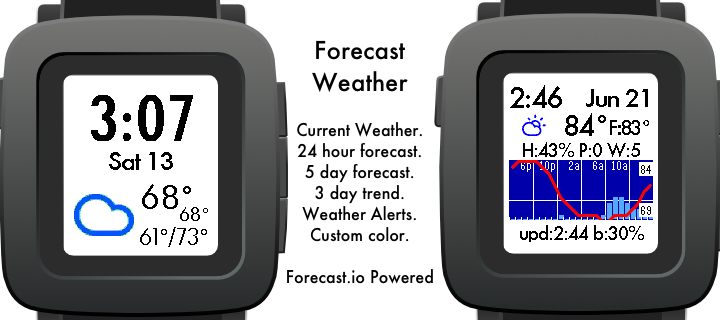 3:07
Sat 13
68°
68°
61°/73°
Forecast
Weather
Current Weather.
24 hour forecast.
5 day forecast.
3 day trend.
Weather Alerts.
Custom color.
Forecast.io Powered
2:46 Jun 21
84° F:83°
H:43% P:0 W:5
6p 10p 2a 6a 10a 84
69
upd:2:44 b:30%